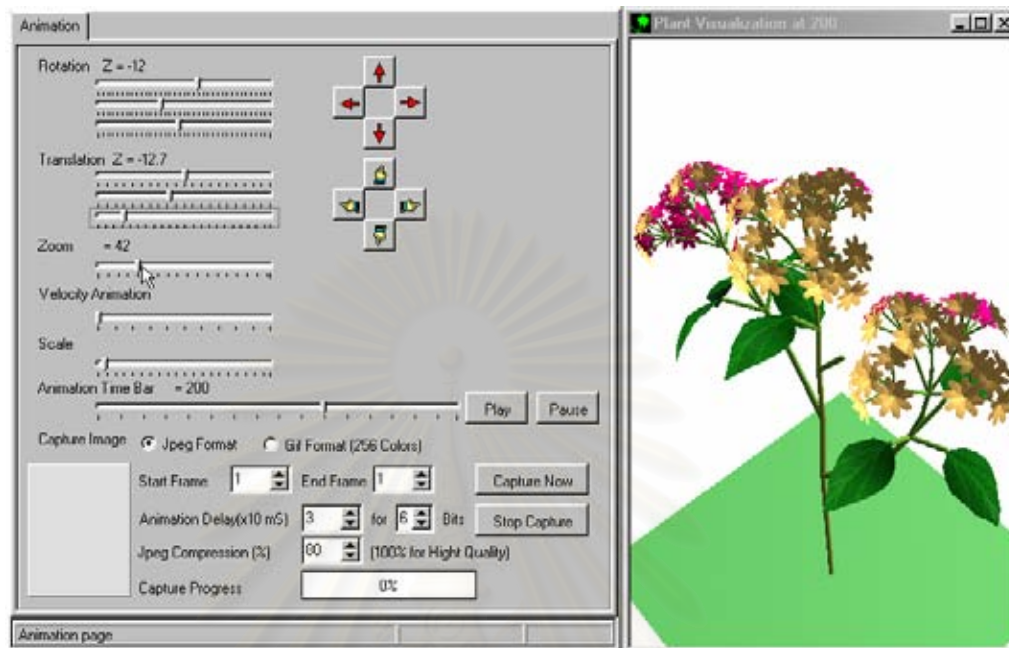 Animation
Plant Visualization at 200
Rotation Z = -12
Translation Z = -12.7
Zoom = 42
Velocity Animation
Scale
Animation Time Bar = 200
Play Pause
Capture Image Jpeg Format Gif Format (256 Colors)
Start Frame 1 End Frame 1 Capture Now
Animation Delay(x10 mS) 3 for 6 Bits Stop Capture
Jpeg Compression (%) 80 (100% for Hight Quality)
Capture Progress 0%
Animation page